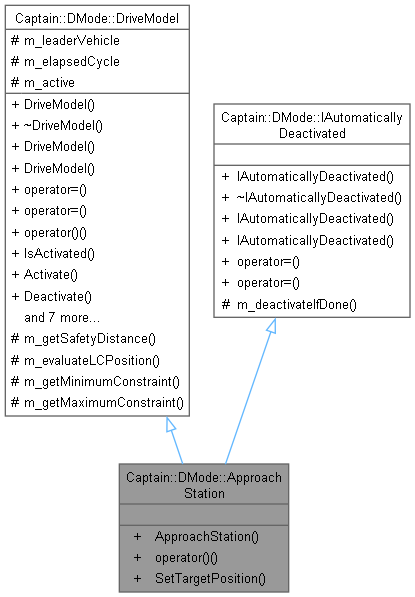 Captain::DMode::DriveModel
# m_leaderVehicle
# m_elapsedCycle
# m_active
+ DriveModel()
+ ~DriveModel()
+ DriveModel()
+ DriveModel()
+ operator=()
+ operator=()
+ operator()()
+ IsActivated()
+ Activate()
+ Deactivate()
and 7 more...
# m_getSafetyDistance()
# m_evaluateLCPosition()
# m_getMinimumConstraint()
# m_getMaximumConstraint()
Captain::DMode::IAutomatically
Deactivated
+ IAutomaticallyDeactivated()
+ ~IAutomaticallyDeactivated()
+ IAutomaticallyDeactivated()
+ IAutomaticallyDeactivated()
+ operator=()
+ operator=()
# m_deactivateIfDone()
Captain::DMode::Approach
Station
+ ApproachStation()
+ operator()()
+ SetTargetPosition()